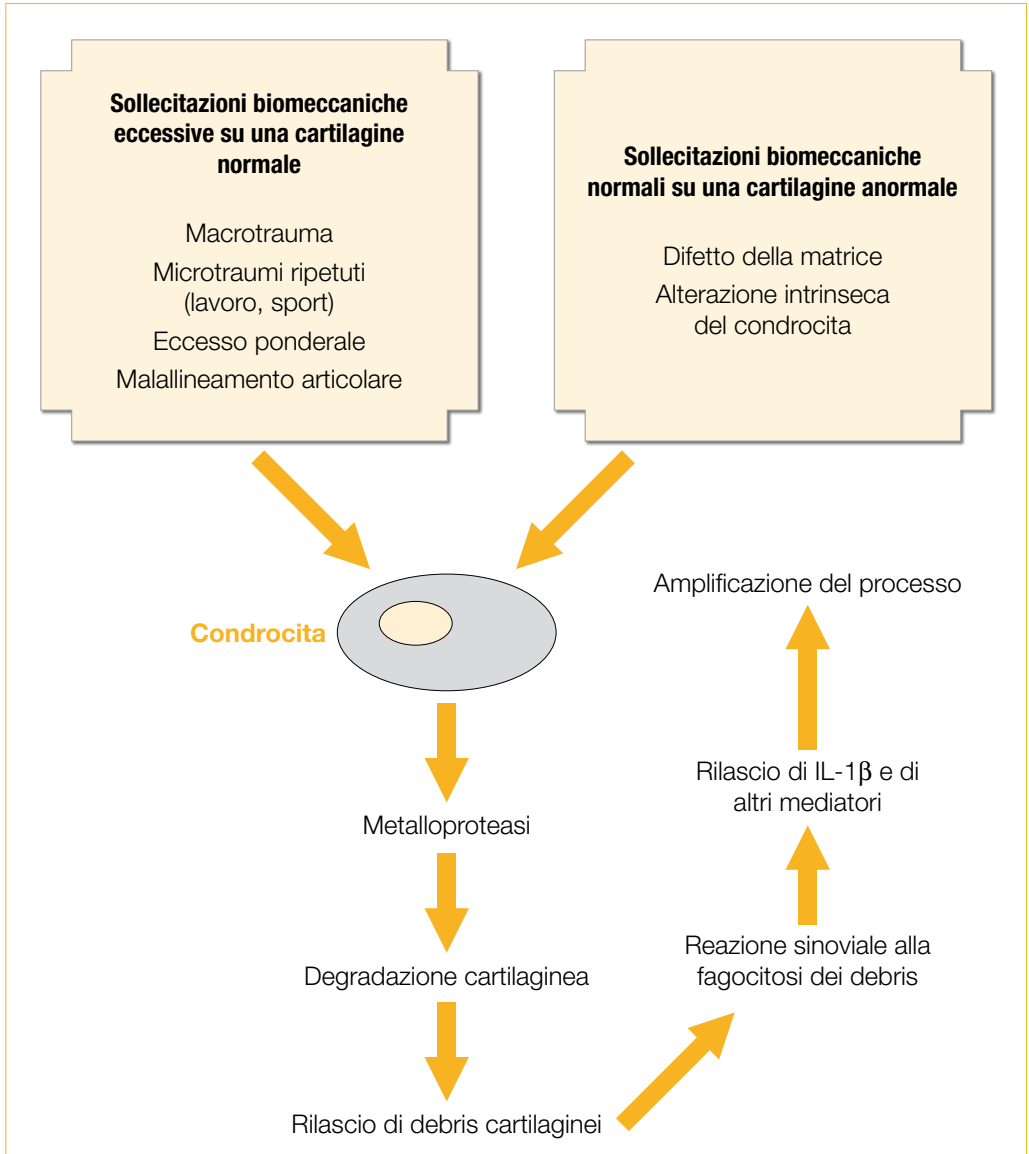 Sollecitazioni biomeccaniche
eccessive su una cartilagine
normale
Macrotrauma
Microtraumi ripetuti
(lavoro, sport)
Eccesso ponderale
Malallineamento articolare
Sollecitazioni biomeccaniche
normali su una cartilagine anormale
Difetto della matrice
Alterazione intrinseca
del condrocita
Condrocita
Metalloproteasi
Degradazione cartilaginea
Rilascio di debris cartilaginei
Reazione sinoviale alla
fagocitosi dei debris
Rilascio di IL-1β e di
altri mediatori
Amplificazione del processo